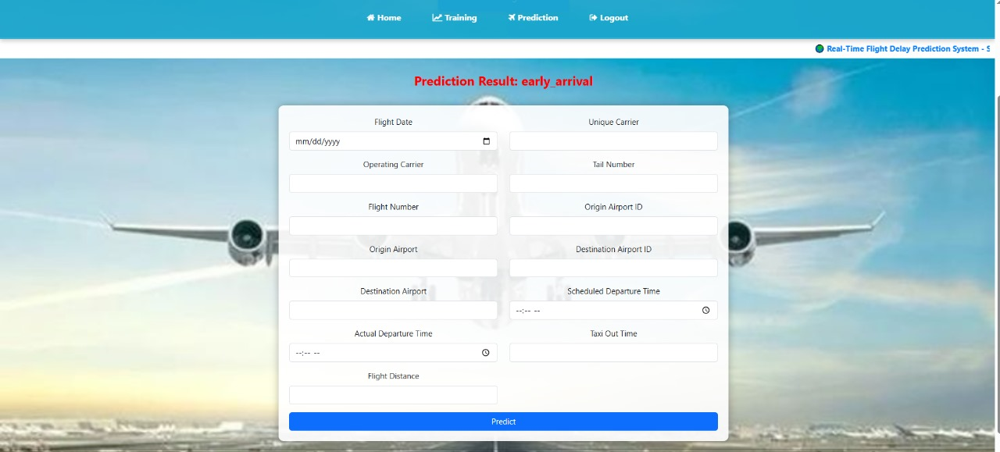 Home Training Prediction Logout
Real-Time Flight Delay Prediction System -
Prediction Result: early_arrival
Flight Date Unique Carrier
mm/dd/yyyy
Operating Carrier Tail Number
Flight Number Origin Airport ID
Origin Airport Destination Airport ID
Destination Airport Scheduled Departure Time
--:-- --
Actual Departure Time Taxi Out Time
--:-- --
Flight Distance
Predict